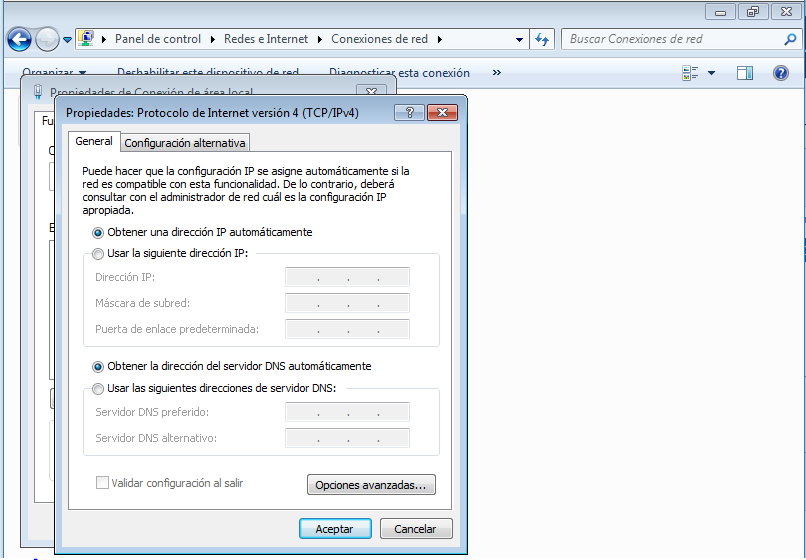 Panel de control
Redes e Internet
Conexiones de red
Buscar Conexiones de red
Organizar
Deshabilitar este dispositivo de red
Diagnosticar esta conexión
»
Propiedades de Conexión de área local
Fu
Propiedades: Protocolo de Internet versión 4 (TCP/IPv4)
General
Configuración alternativa
Puede hacer que la configuración IP se asigne automáticamente si la
red es compatible con esta funcionalidad. De lo contrario, deberá
consultar con el administrador de red cuál es la configuración IP
apropiada.
Obtener una dirección IP automáticamente
Usar la siguiente dirección IP:
Dirección IP:
. . .
Máscara de subred:
. . .
Puerta de enlace predeterminada:
. . .
Obtener la dirección del servidor DNS automáticamente
Usar las siguientes direcciones de servidor DNS:
Servidor DNS preferido:
. . .
Servidor DNS alternativo:
. . .
Validar configuración al salir
Opciones avanzadas...
Aceptar
Cancelar